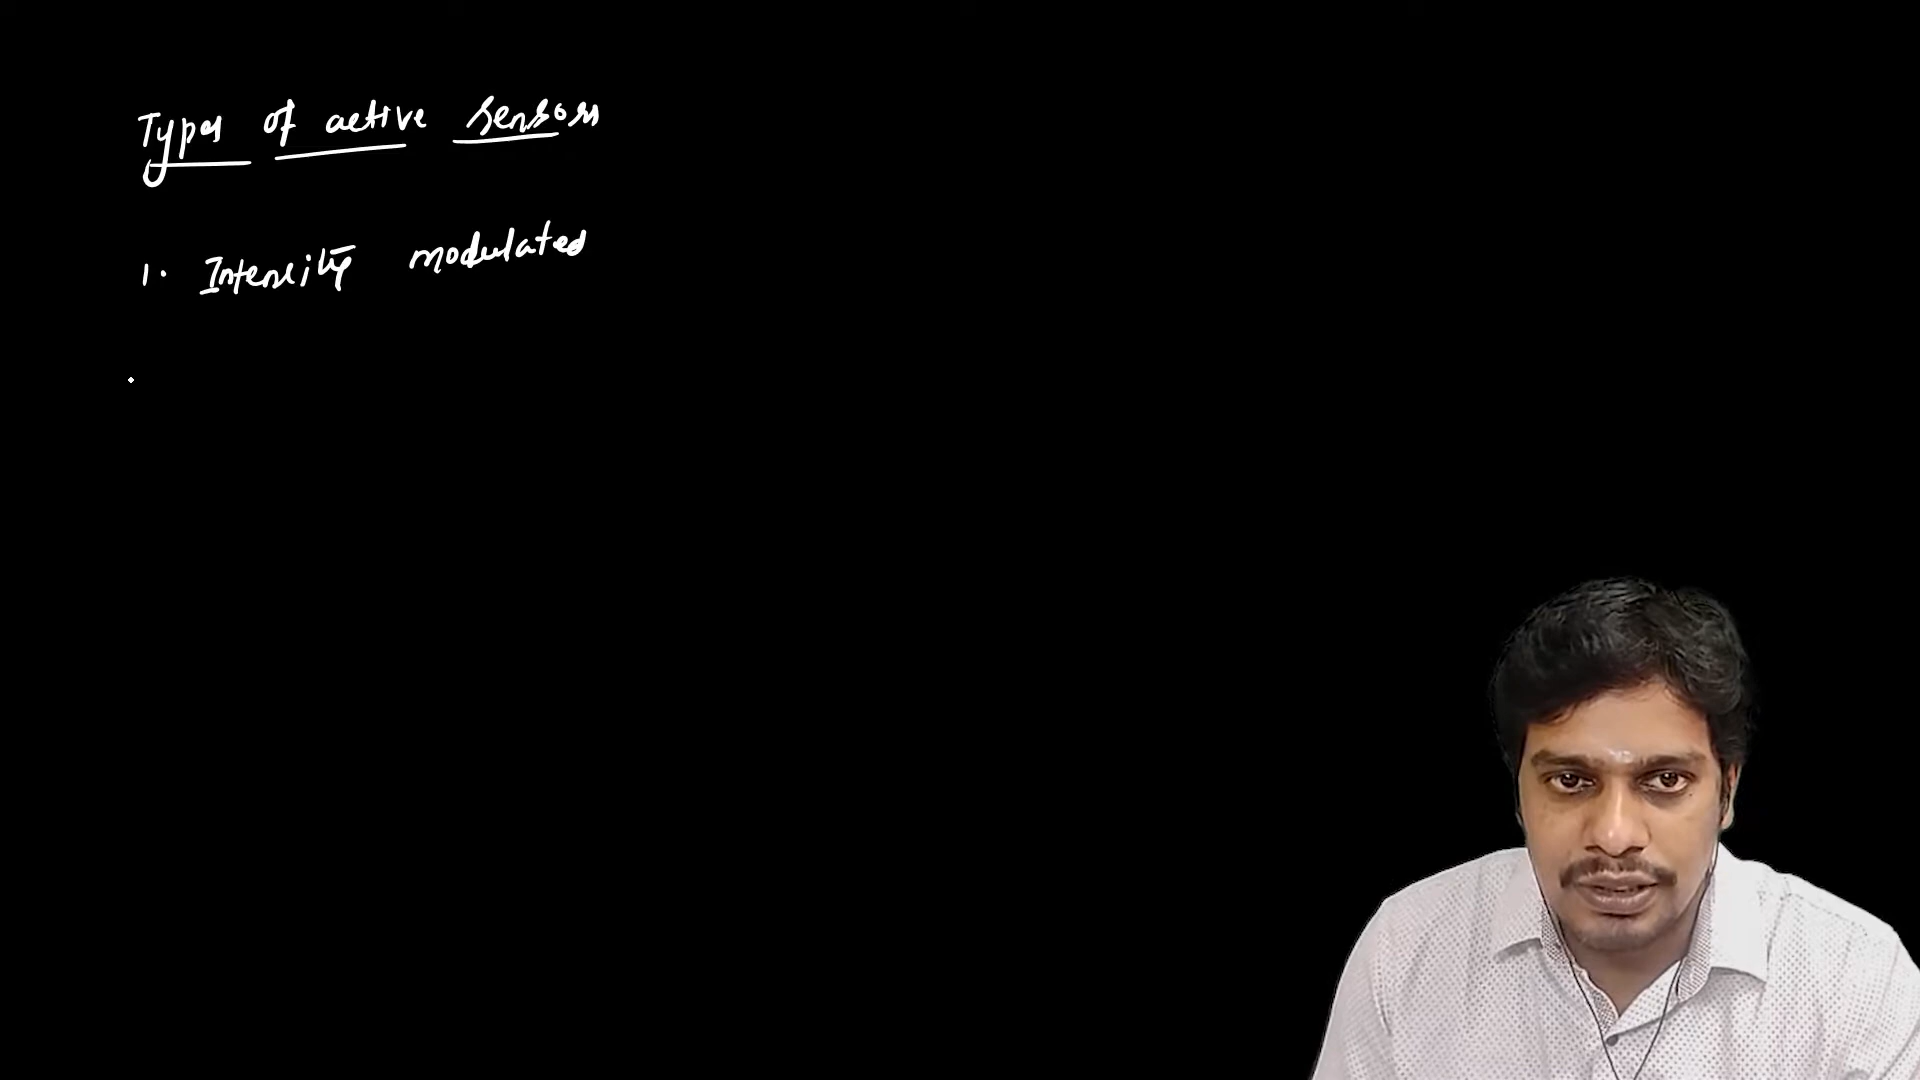 Types of active sensors
1. Intensity modulated